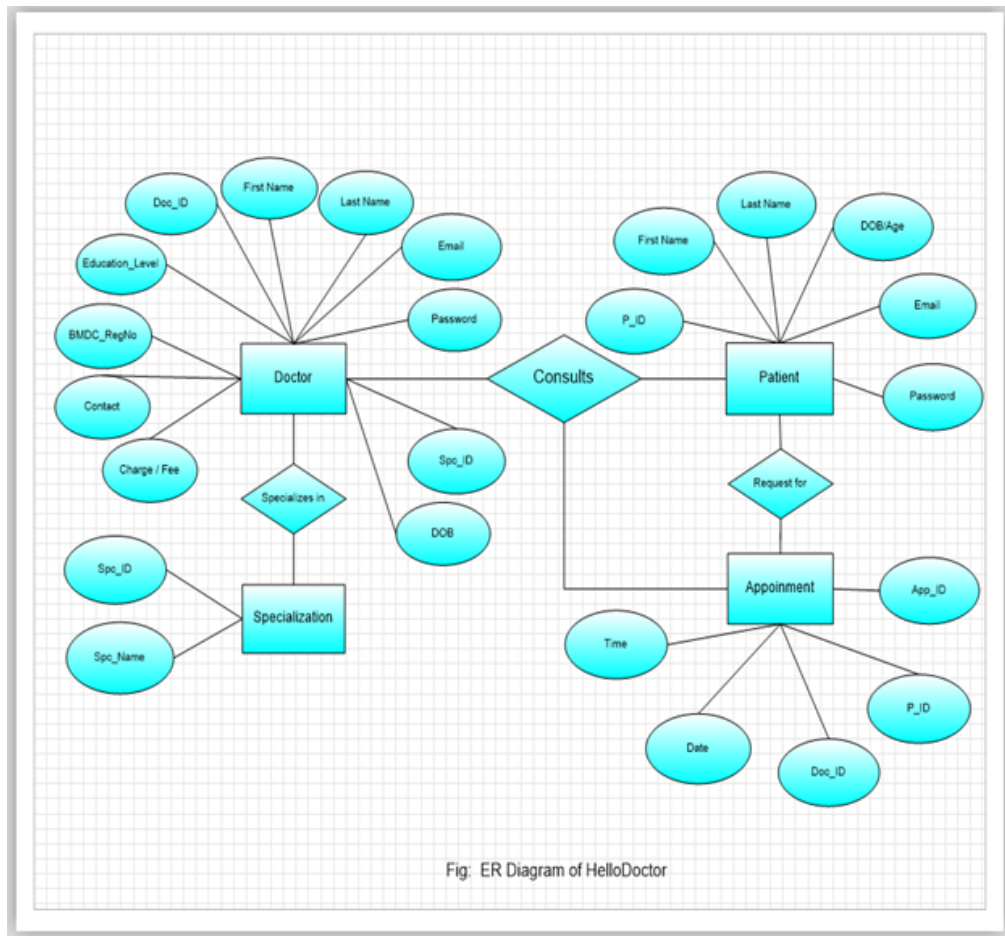 First Name
Last Name
Doc_ID
Email
Education_Level
Password
BMDC_RegNo
Doctor
Contact
Charge / Fee
Spc_ID
Specializes in
DOB
Spc_ID
Specialization
Spc_Name
Consults
Last Name
First Name
DOB/Age
Email
P_ID
Patient
Password
Request for
Appoinment
App_ID
Time
P_ID
Date
Doc_ID
Fig: ER Diagram of HelloDoctor